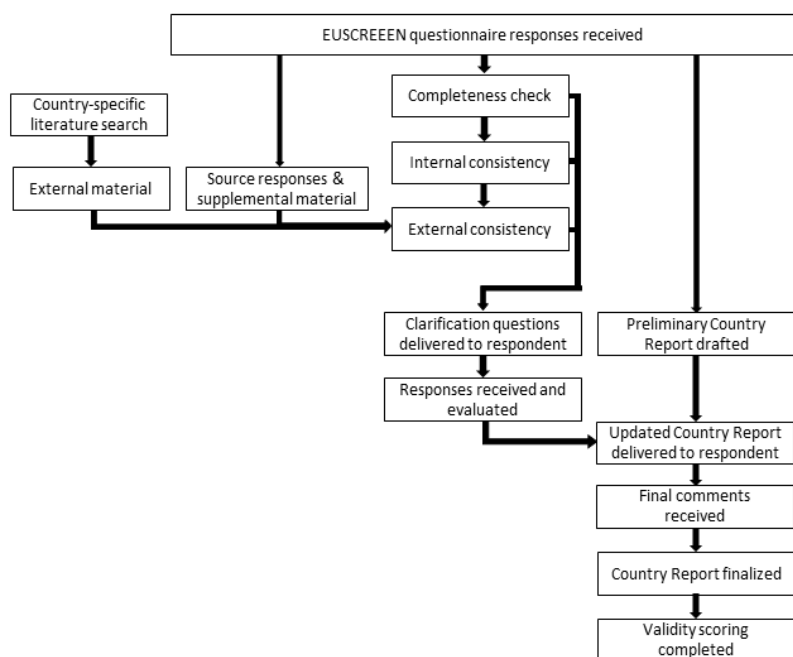 EUSCREEEN questionnaire responses received
Completeness check
Country-specific
literature search
Internal consistency
External material
Source responses &
supplemental material
External consistency
Clarification questions
delivered to respondent
Preliminary Country
Report drafted
Responses received and
evaluated
Updated Country Report
delivered to respondent
Final comments
received
Country Report finalized
Validity scoring
completed